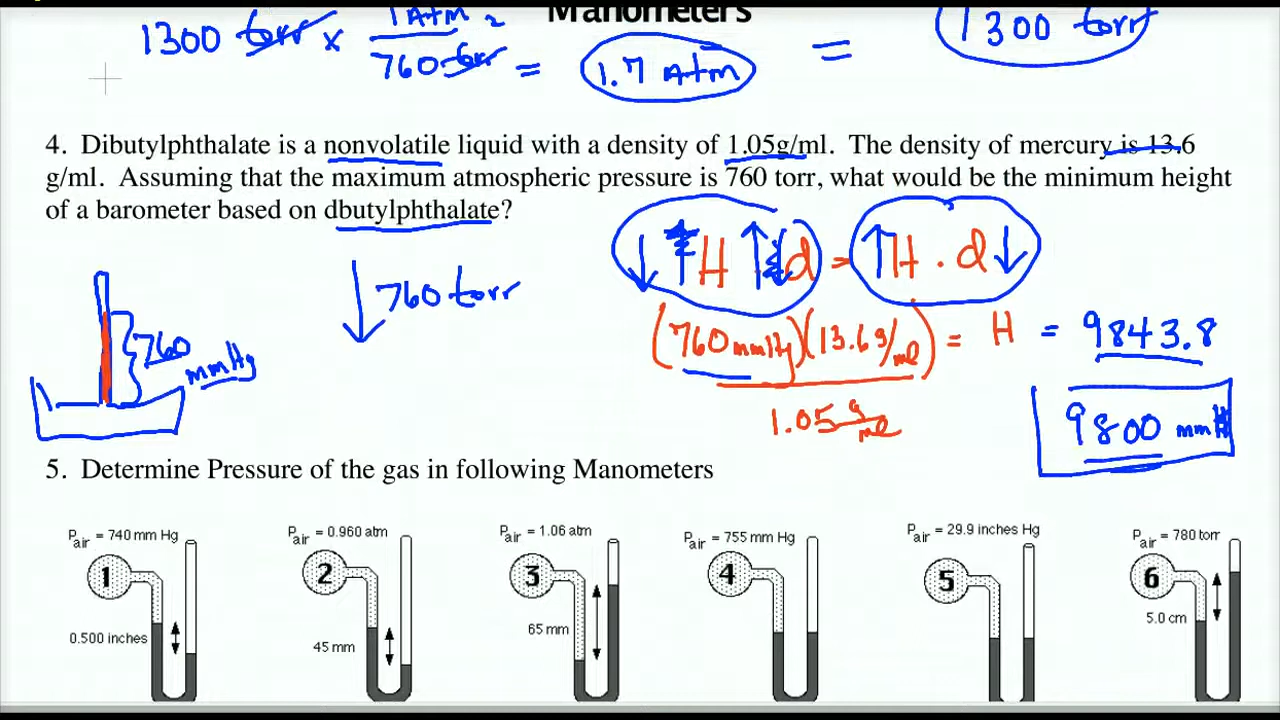 Manometers
1300 torr x 1 Atm / 760 torr = 1.7 Atm
= 1300 torr
4. Dibutylphthalate is a nonvolatile liquid with a density of 1.05g/ml. The density of mercury is 13.6
g/ml. Assuming that the maximum atmospheric pressure is 760 torr, what would be the minimum height
of a barometer based on dbutylphthalate?
H d = H . d
760 torr
760
mmHg
(760 mmHg)(13.6 g/ml) = H = 9843.8
1.05 g/ml
9800 mmH
5. Determine Pressure of the gas in following Manometers
Pair = 740 mm Hg
1
0.500 inches
Pair = 0.960 atm
2
45 mm
Pair = 1.06 atm
3
65 mm
Pair = 755 mm Hg
4
Pair = 29.9 inches Hg
5
Pair = 780 torr
6
5.0 cm